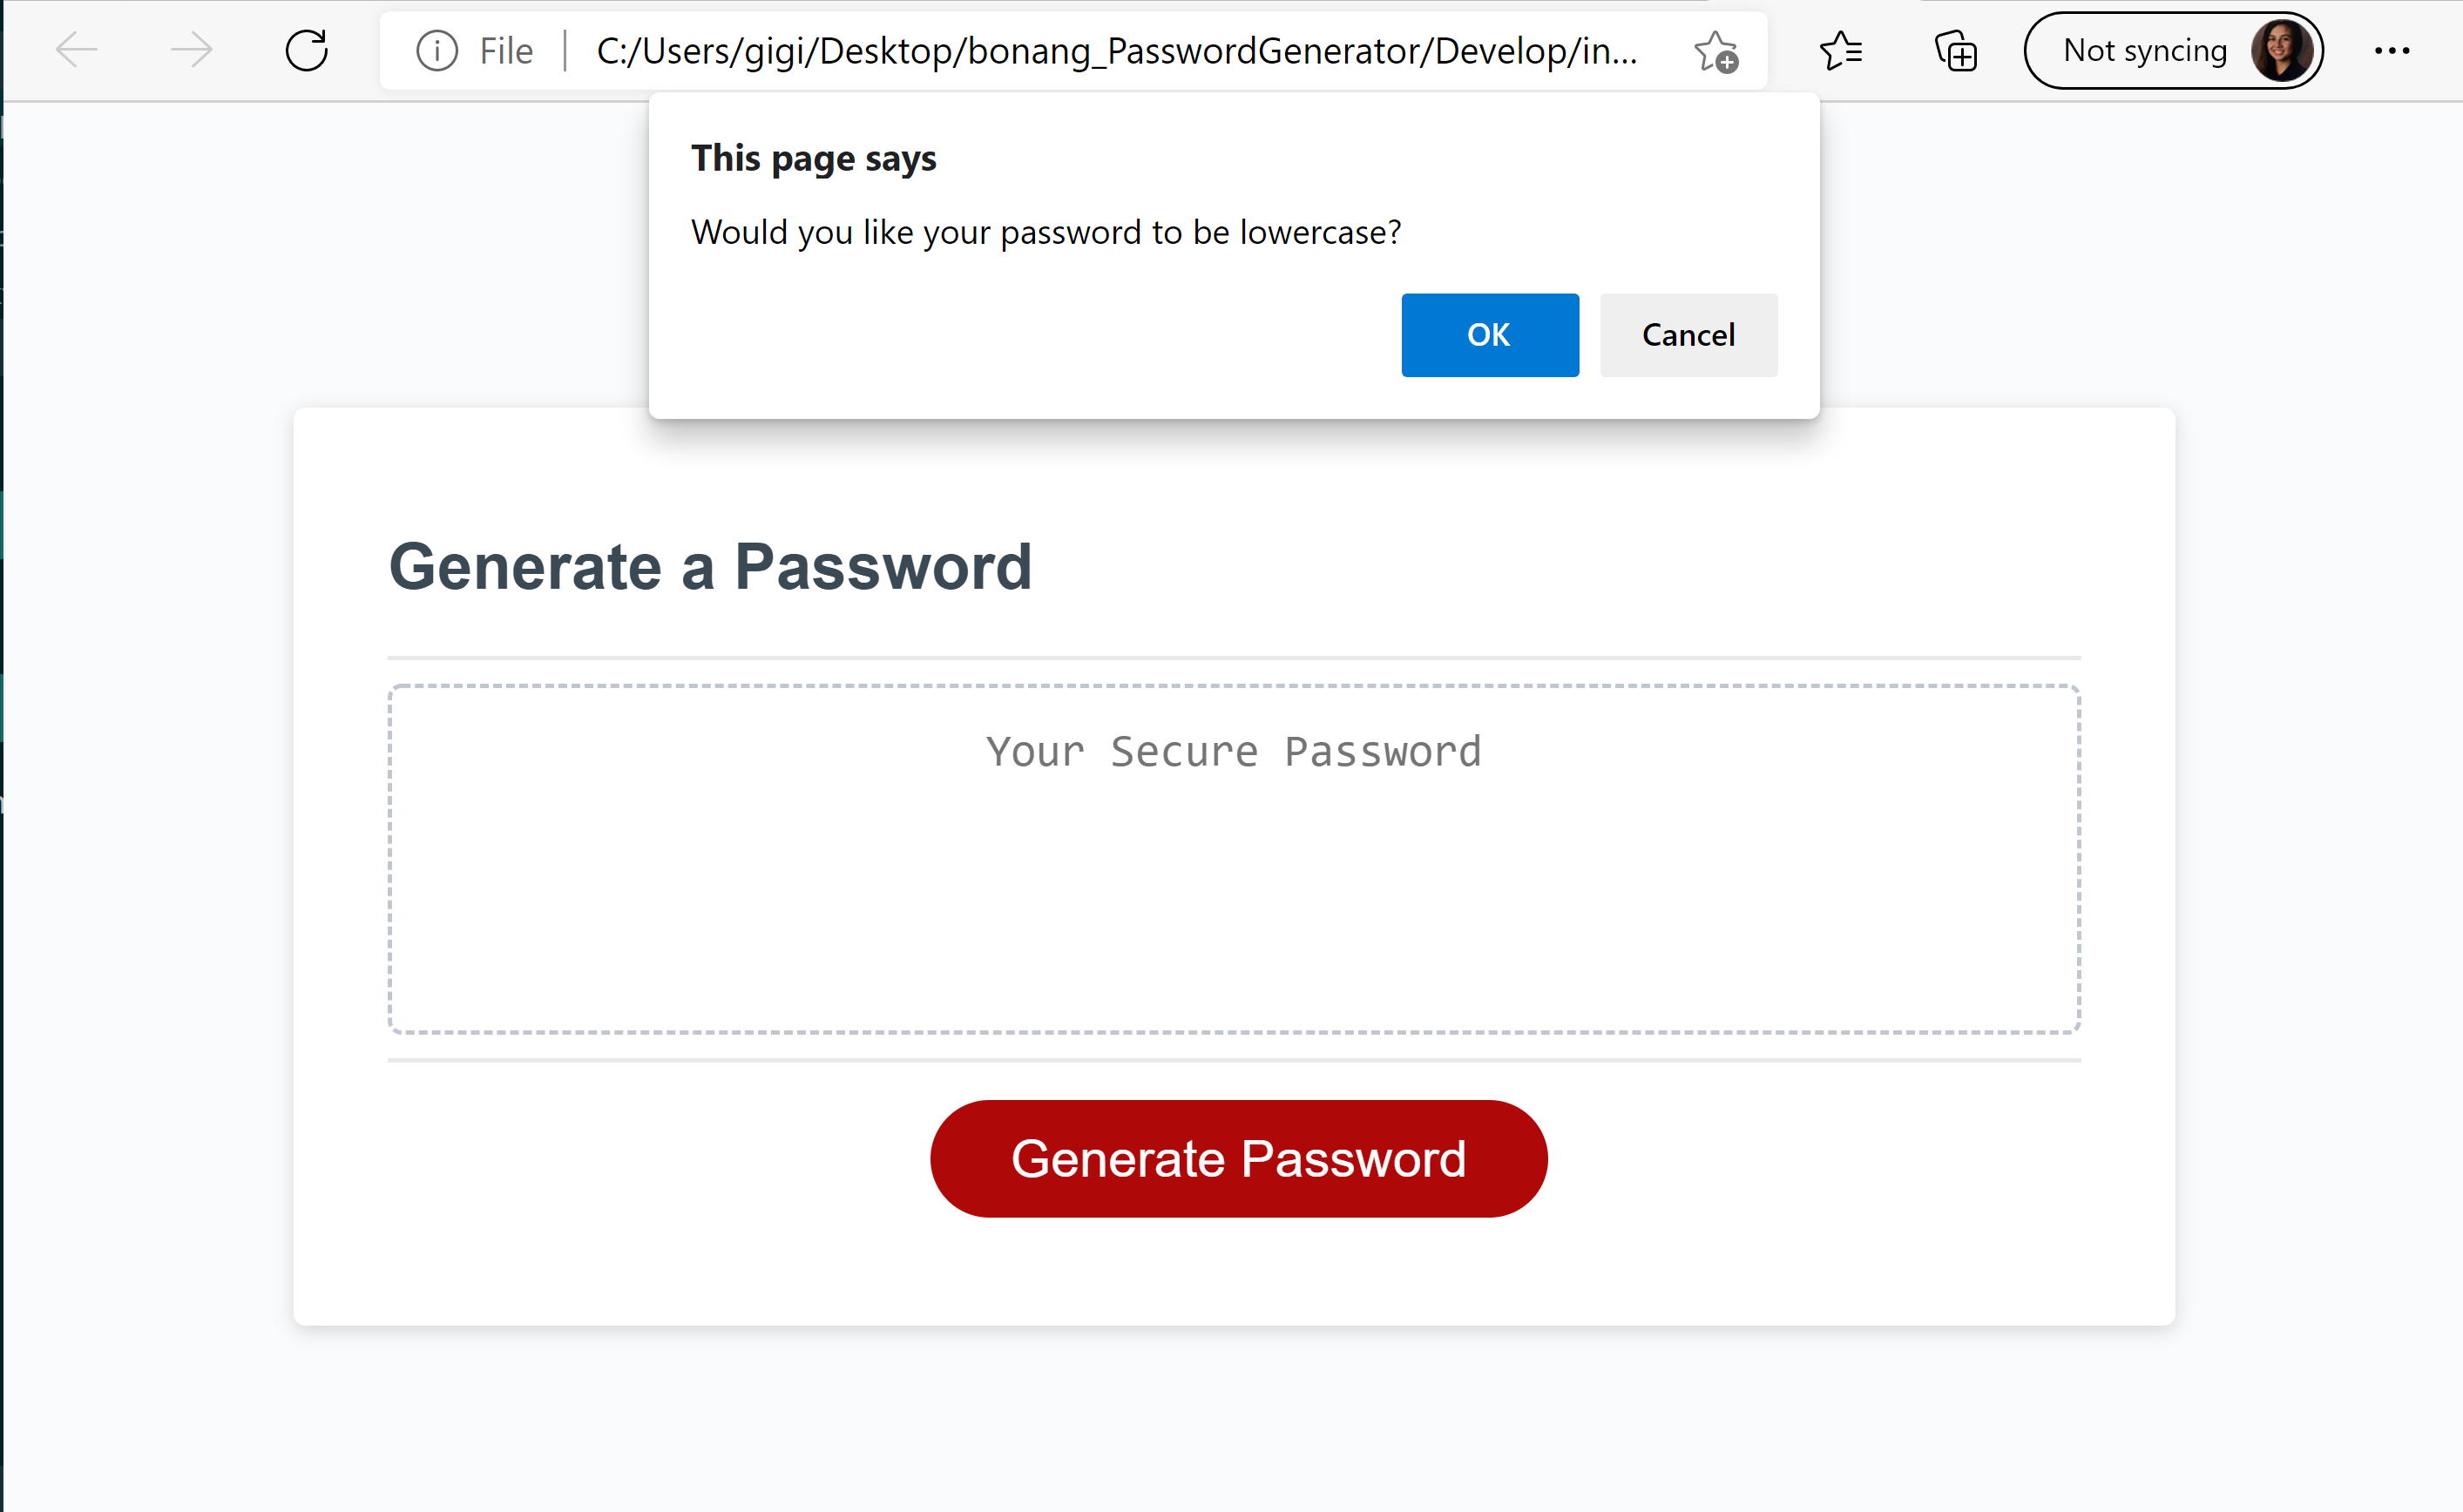 File | C:/Users/gigi/Desktop/bonang_PasswordGenerator/Develop/in... Not syncing
This page says
Would you like your password to be lowercase?
OK Cancel
Generate a Password
Your Secure Password
Generate Password